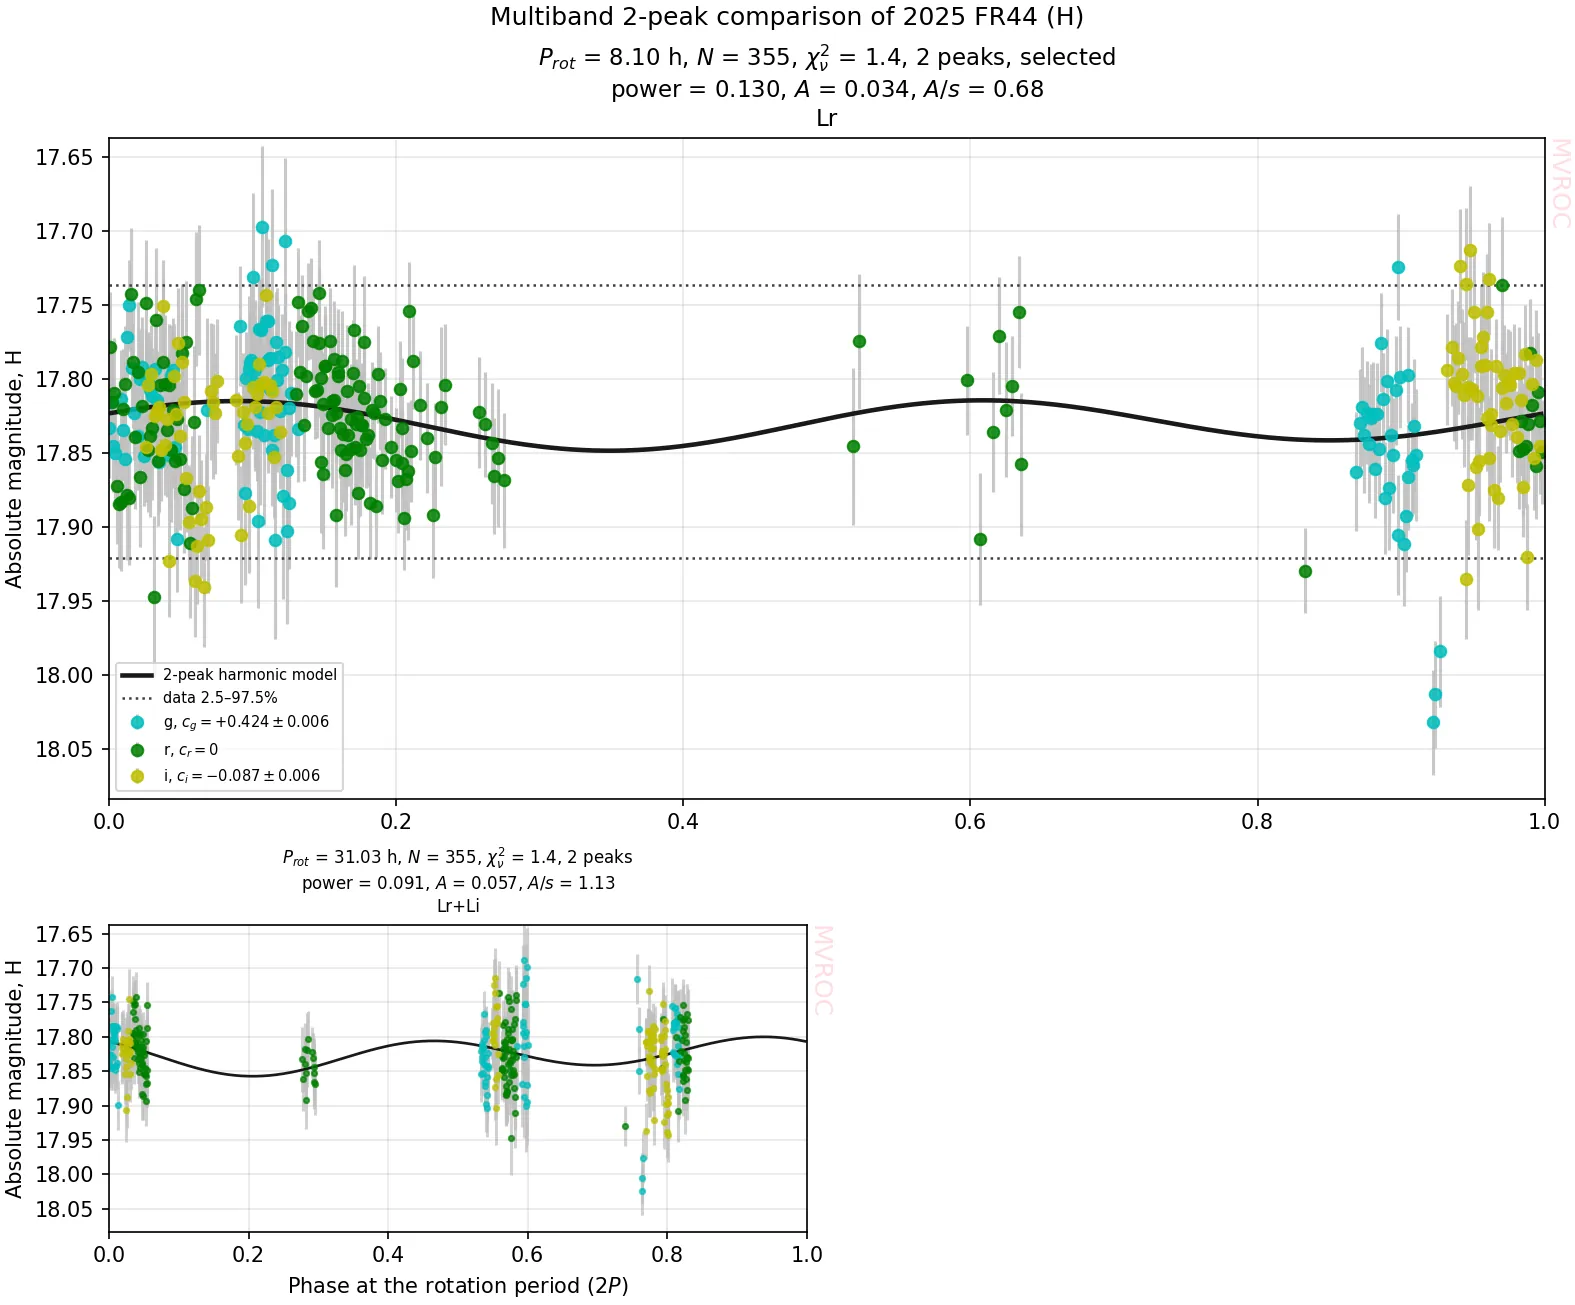 Multiband 2-peak comparison of 2025 FR44 (H)
P_rot = 8.10 h, N = 355, χ²_ν = 1.4, 2 peaks, selected
power = 0.130, A = 0.034, A/s = 0.68
Lr
MVROC
Absolute magnitude, H
17.65
17.70
17.75
17.80
17.85
17.90
17.95
18.00
18.05
2-peak harmonic model
data 2.5–97.5%
g, c_g = +0.424 ± 0.006
r, c_r = 0
i, c_i = −0.087 ± 0.006
0.0 0.2 0.4 0.6 0.8 1.0
P_rot = 31.03 h, N = 355, χ²_ν = 1.4, 2 peaks
power = 0.091, A = 0.057, A/s = 1.13
Lr+Li
MVROC
Absolute magnitude, H
17.65
17.70
17.75
17.80
17.85
17.90
17.95
18.00
18.05
0.0 0.2 0.4 0.6 0.8 1.0
Phase at the rotation period (2P)